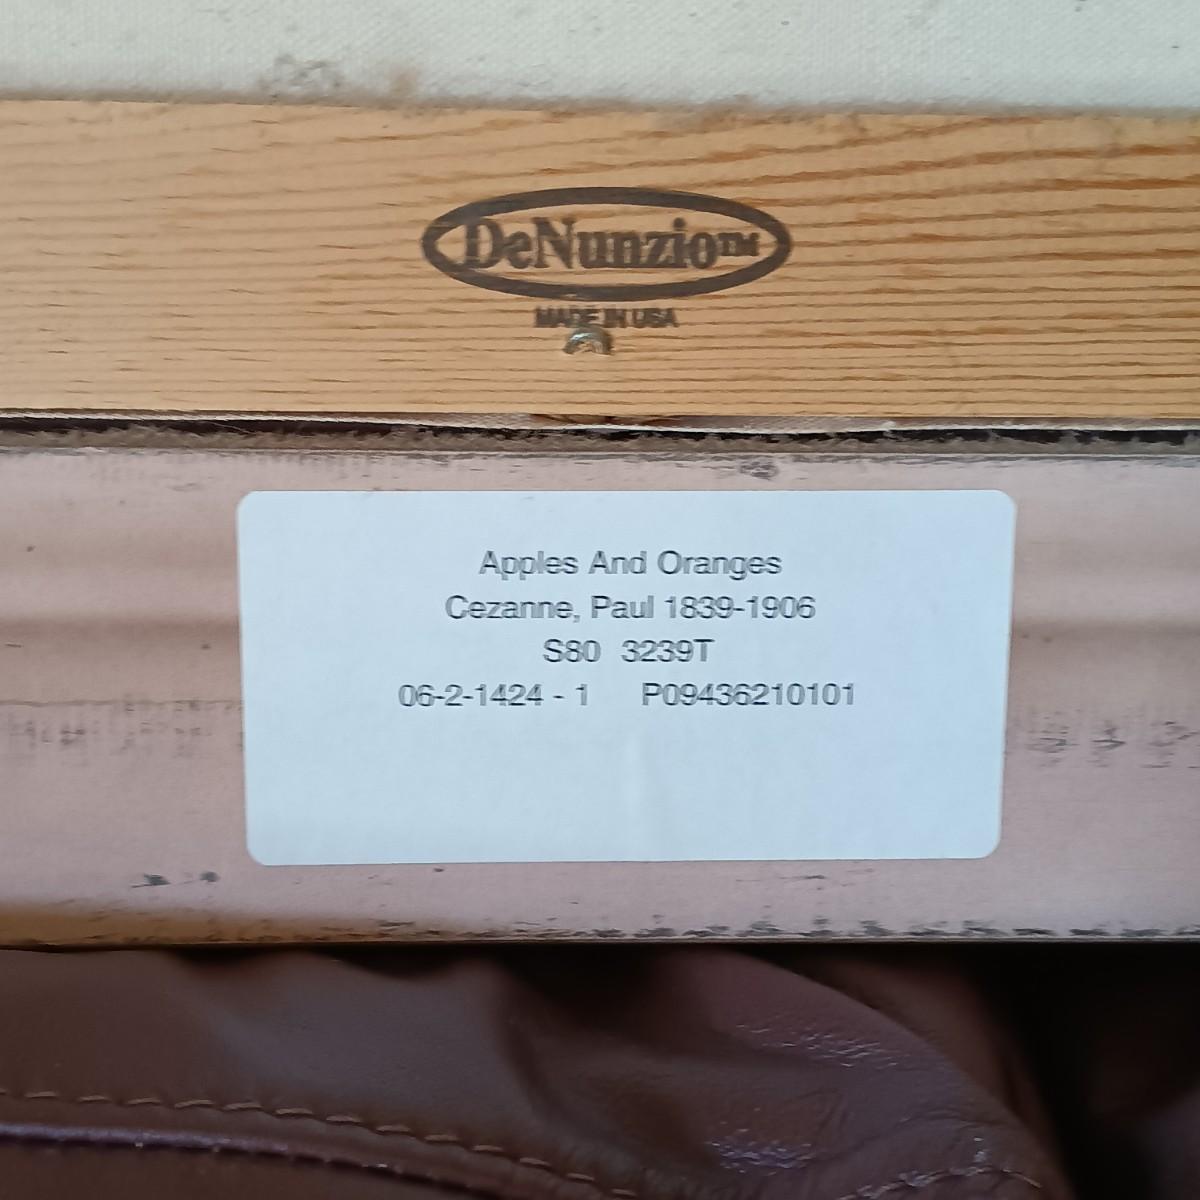 DeNunzio™
MADE IN USA
Apples And Oranges
Cezanne, Paul 1839-1906
S80 3239T
06-2-1424 - 1 P09436210101